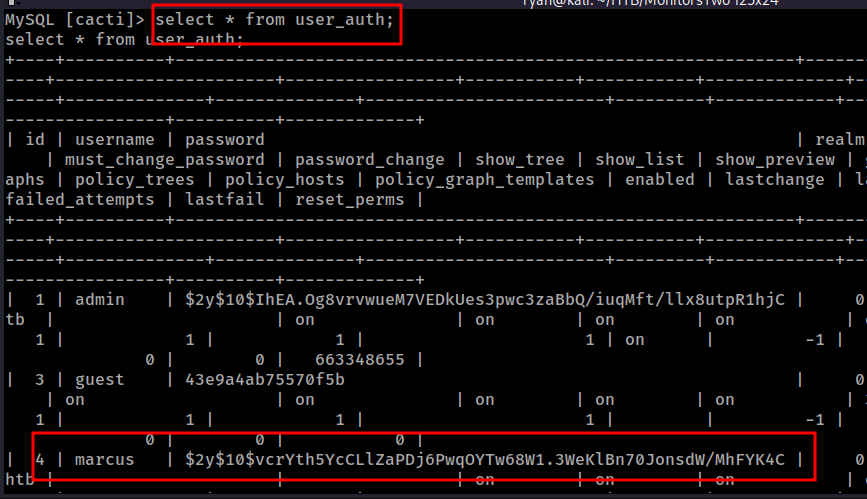 ryan@kali: ~/HTB/MonitorsTwo 125x24
MySQL [cacti]> select * from user_auth;
select * from user_auth;
+----+-------------+--------------------------------------------------------------+------
----+----------------------+-----------------+-----------+-----------+--------------+---
-----+---------------+--------------+------------------------+---------+------------+---
----------------+----------+-------------+
| id | username | password | realm
| must_change_password | password_change | show_tree | show_list | show_preview |
aphs | policy_trees | policy_hosts | policy_graph_templates | enabled | lastchange |
failed_attempts | lastfail | reset_perms |
+----+-------------+--------------------------------------------------------------+------
----+----------------------+-----------------+-----------+-----------+--------------+---
-----+---------------+--------------+------------------------+---------+------------+---
----------------+----------+-------------+
| 1 | admin | $2y$10$IhEA.Og8vrvwueM7VEDkUes3pwc3zaBbQ/iuqMft/llx8utpR1hjC | 0
tb | | on | on | on | on |
1 | 1 | 1 | 1 | on | -1 |
0 | 0 | 663348655 |
| 3 | guest | 43e9a4ab75570f5b | 0
| on | on | on | on | on |
1 | 1 | 1 | 1 | | -1 |
0 | 0 | 0 |
| 4 | marcus | $2y$10$vcrYth5YcCLlZaPDj6PwqOYTw68W1.3WeKlBn70JonsdW/MhFYK4C | 0
htb | | on | on | on | on |